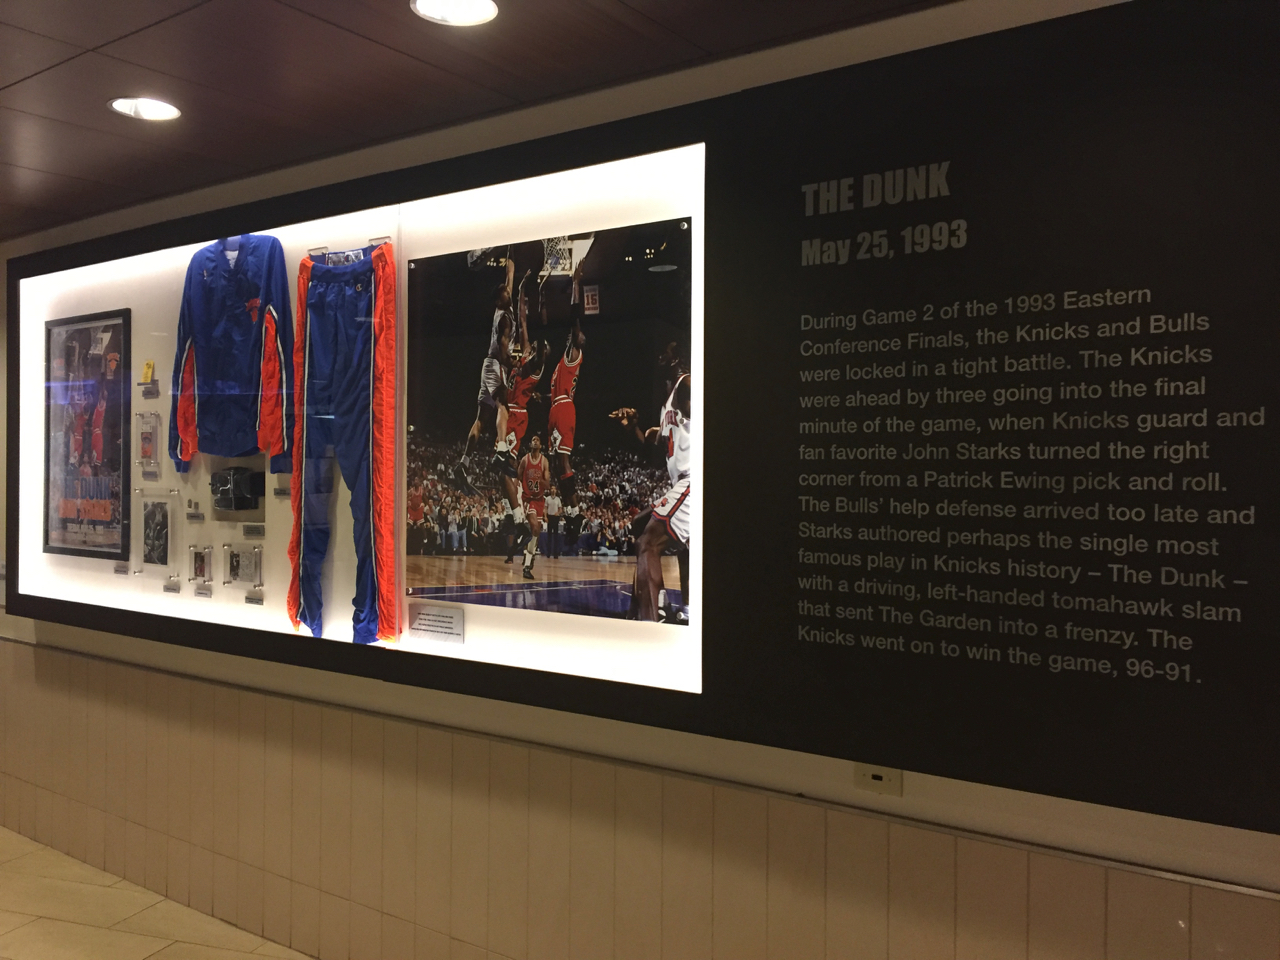 THE DUNK
May 25, 1993
During Game 2 of the 1993 Eastern
Conference Finals, the Knicks and Bulls
were locked in a tight battle. The Knicks
were ahead by three going into the final
minute of the game, when Knicks guard and
fan favorite John Starks turned the right
corner from a Patrick Ewing pick and roll.
The Bulls’ help defense arrived too late and
Starks authored perhaps the single most
famous play in Knicks history – The Dunk –
with a driving, left-handed tomahawk slam
that sent The Garden into a frenzy. The
Knicks went on to win the game, 96-91.
THE DUNK
15